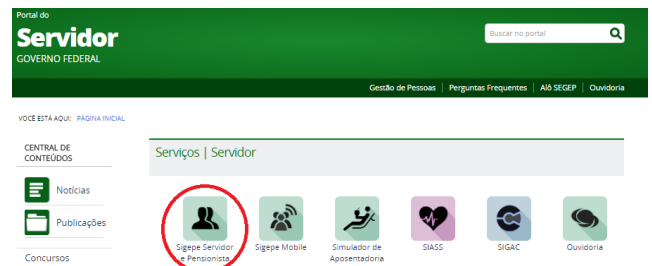 Portal do
Servidor
GOVERNO FEDERAL
Buscar no portal
Gestão de Pessoas | Perguntas Frequentes | Alô SEGEP | Ouvidoria
VOCÊ ESTÁ AQUI: PÁGINA INICIAL
CENTRAL DE
CONTEÚDOS
Notícias
Publicações
Concursos
Serviços | Servidor
Sigepe Servidor
e Pensionista
Sigepe Mobile
Simulador de
Aposentadoria
SIASS
SIGAC
Ouvidoria